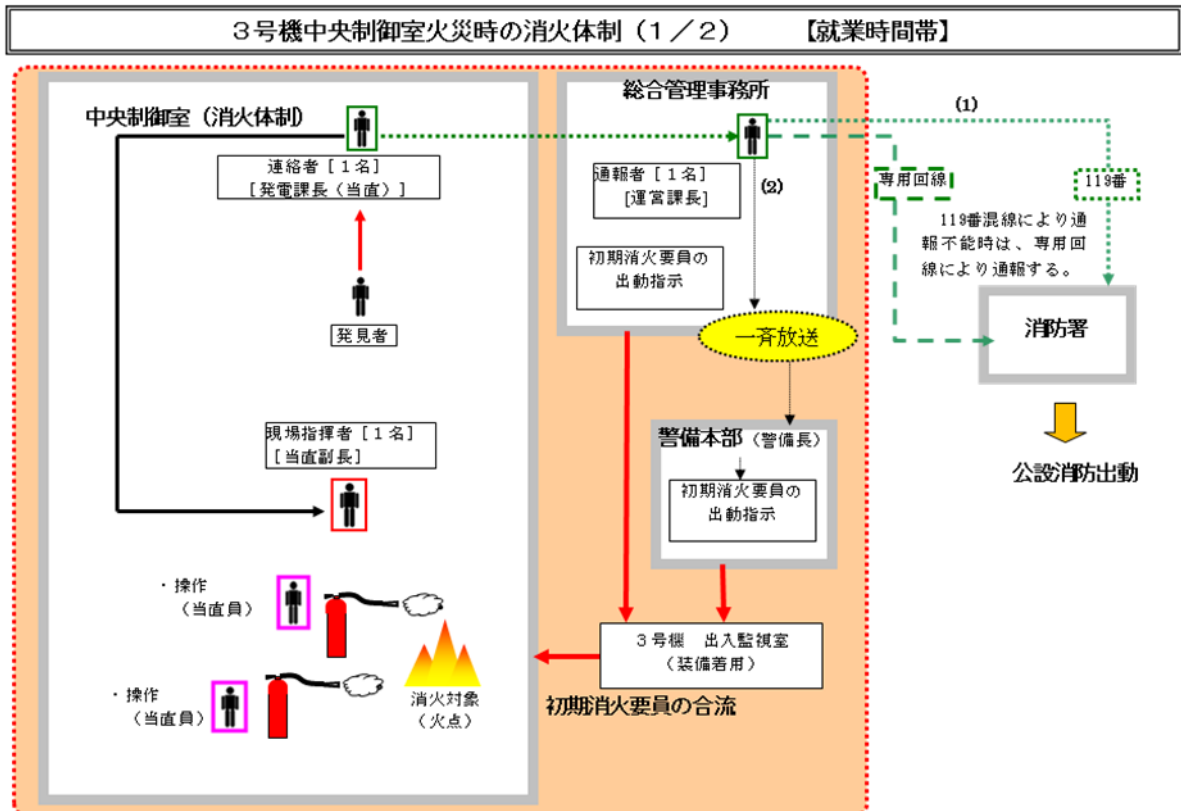 ３号機中央制御室火災時の消火体制（１／２）　　【就業時間帯】
中央制御室（消火体制）
連絡者［１名］
［発電課長（当直）］
発見者
現場指揮者［１名］
［当直副長］
・操作
（当直員）
・操作
（当直員）
消火対象
（火点）
総合管理事務所
通報者［１名］
［運営課長］
(2)
初期消火要員の
出動指示
一斉放送
警備本部（警備長）
初期消火要員の
出動指示
３号機　出入監視室
（装備着用）
初期消火要員の合流
(1)
専用回線
119番
119番混線により通
報不能時は、専用回
線により通報する。
消防署
公設消防出動